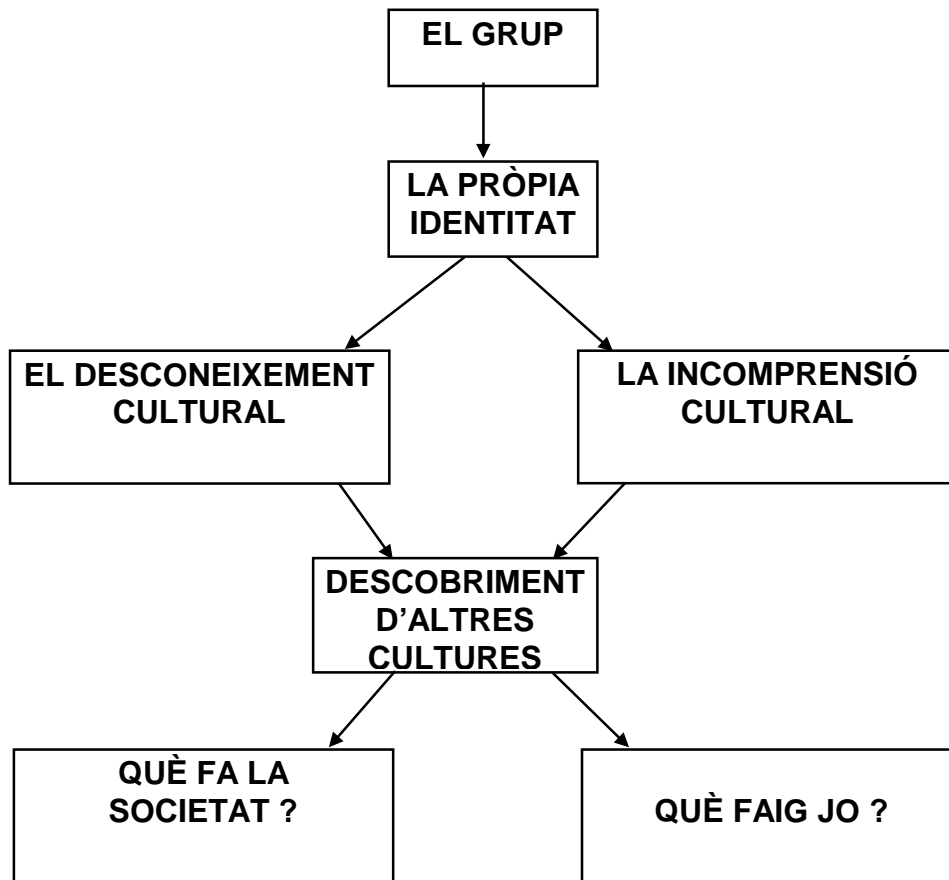 EL GRUP
LA PRÒPIA
IDENTITAT
EL DESCONEIXEMENT
CULTURAL
LA INCOMPRENSIÓ
CULTURAL
DESCOBRIMENT
D’ALTRES
CULTURES
QUÈ FA LA
SOCIETAT ?
QUÈ FAIG JO ?